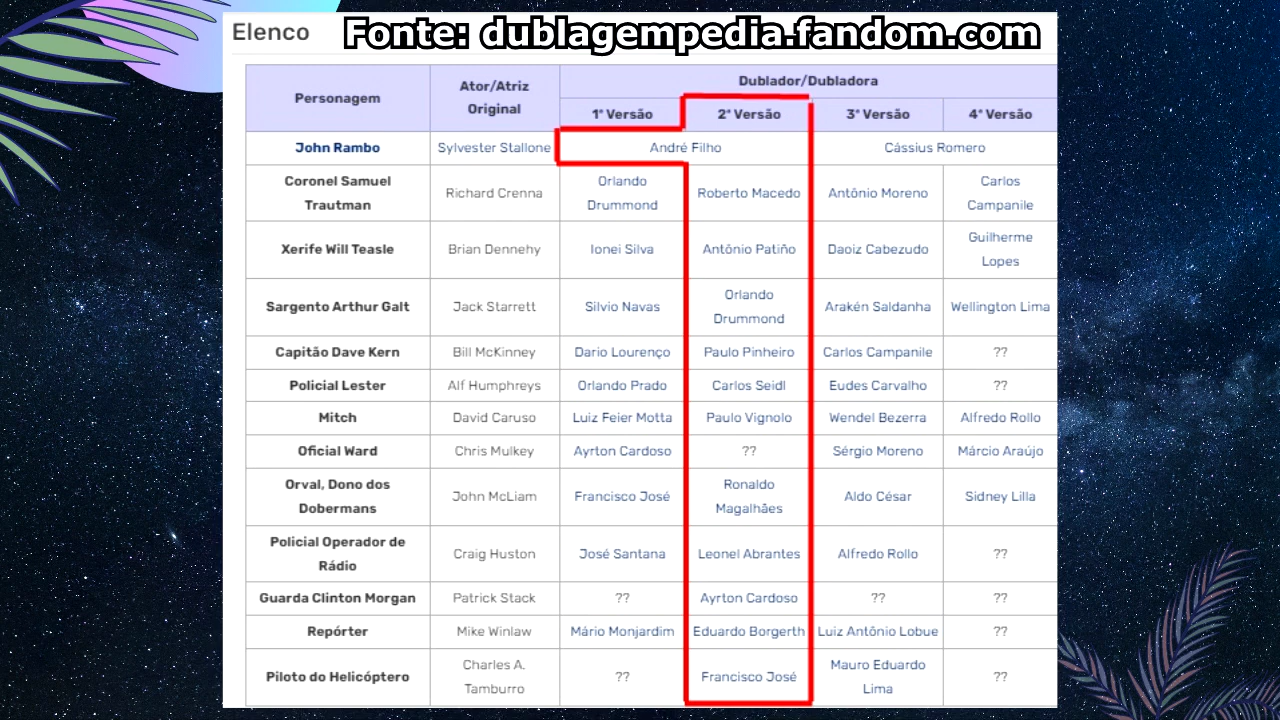 Elenco
Fonte: dublagempedia.fandom.com
Personagem
Ator/Atriz
Original
Dublador/Dubladora
1ª Versão
2ª Versão
3ª Versão
4ª Versão
John Rambo Sylvester Stallone André Filho Cássius Romero
Coronel Samuel
Trautman
Richard Crenna
Orlando
Drummond
Roberto Macedo
Antônio Moreno
Carlos
Campanile
Xerife Will Teasle Brian Dennehy Ionei Silva Antônio Patiño Daoiz Cabezudo
Guilherme
Lopes
Sargento Arthur Galt Jack Starrett Silvio Navas
Orlando
Drummond
Arakén Saldanha Wellington Lima
Capitão Dave Kern Bill McKinney Dario Lourenço Paulo Pinheiro Carlos Campanile ??
Policial Lester Alf Humphreys Orlando Prado Carlos Seidl Eudes Carvalho ??
Mitch David Caruso Luiz Feier Motta Paulo Vignolo Wendel Bezerra Alfredo Rollo
Oficial Ward Chris Mulkey Ayrton Cardoso ?? Sérgio Moreno Márcio Araújo
Orval, Dono dos
Dobermans
John McLiam Francisco José
Ronaldo
Magalhães
Aldo César Sidney Lilla
Policial Operador de
Rádio
Craig Huston José Santana Leonel Abrantes Alfredo Rollo ??
Guarda Clinton Morgan Patrick Stack ?? Ayrton Cardoso ?? ??
Repórter Mike Winlaw Mário Monjardim Eduardo Borgerth Luiz Antônio Lobue ??
Piloto do Helicóptero
Charles A.
Tamburro
??
Francisco José
Mauro Eduardo
Lima
??